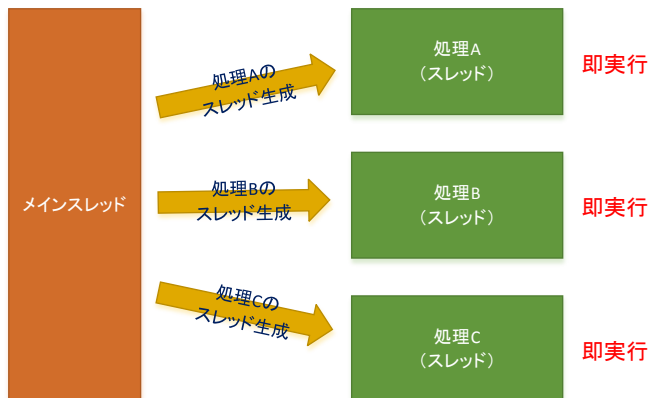 メインスレッド
処理Aの
スレッド生成
処理A
（スレッド）
即実行
処理Bの
スレッド生成
処理B
（スレッド）
即実行
処理Cの
スレッド生成
処理C
（スレッド）
即実行